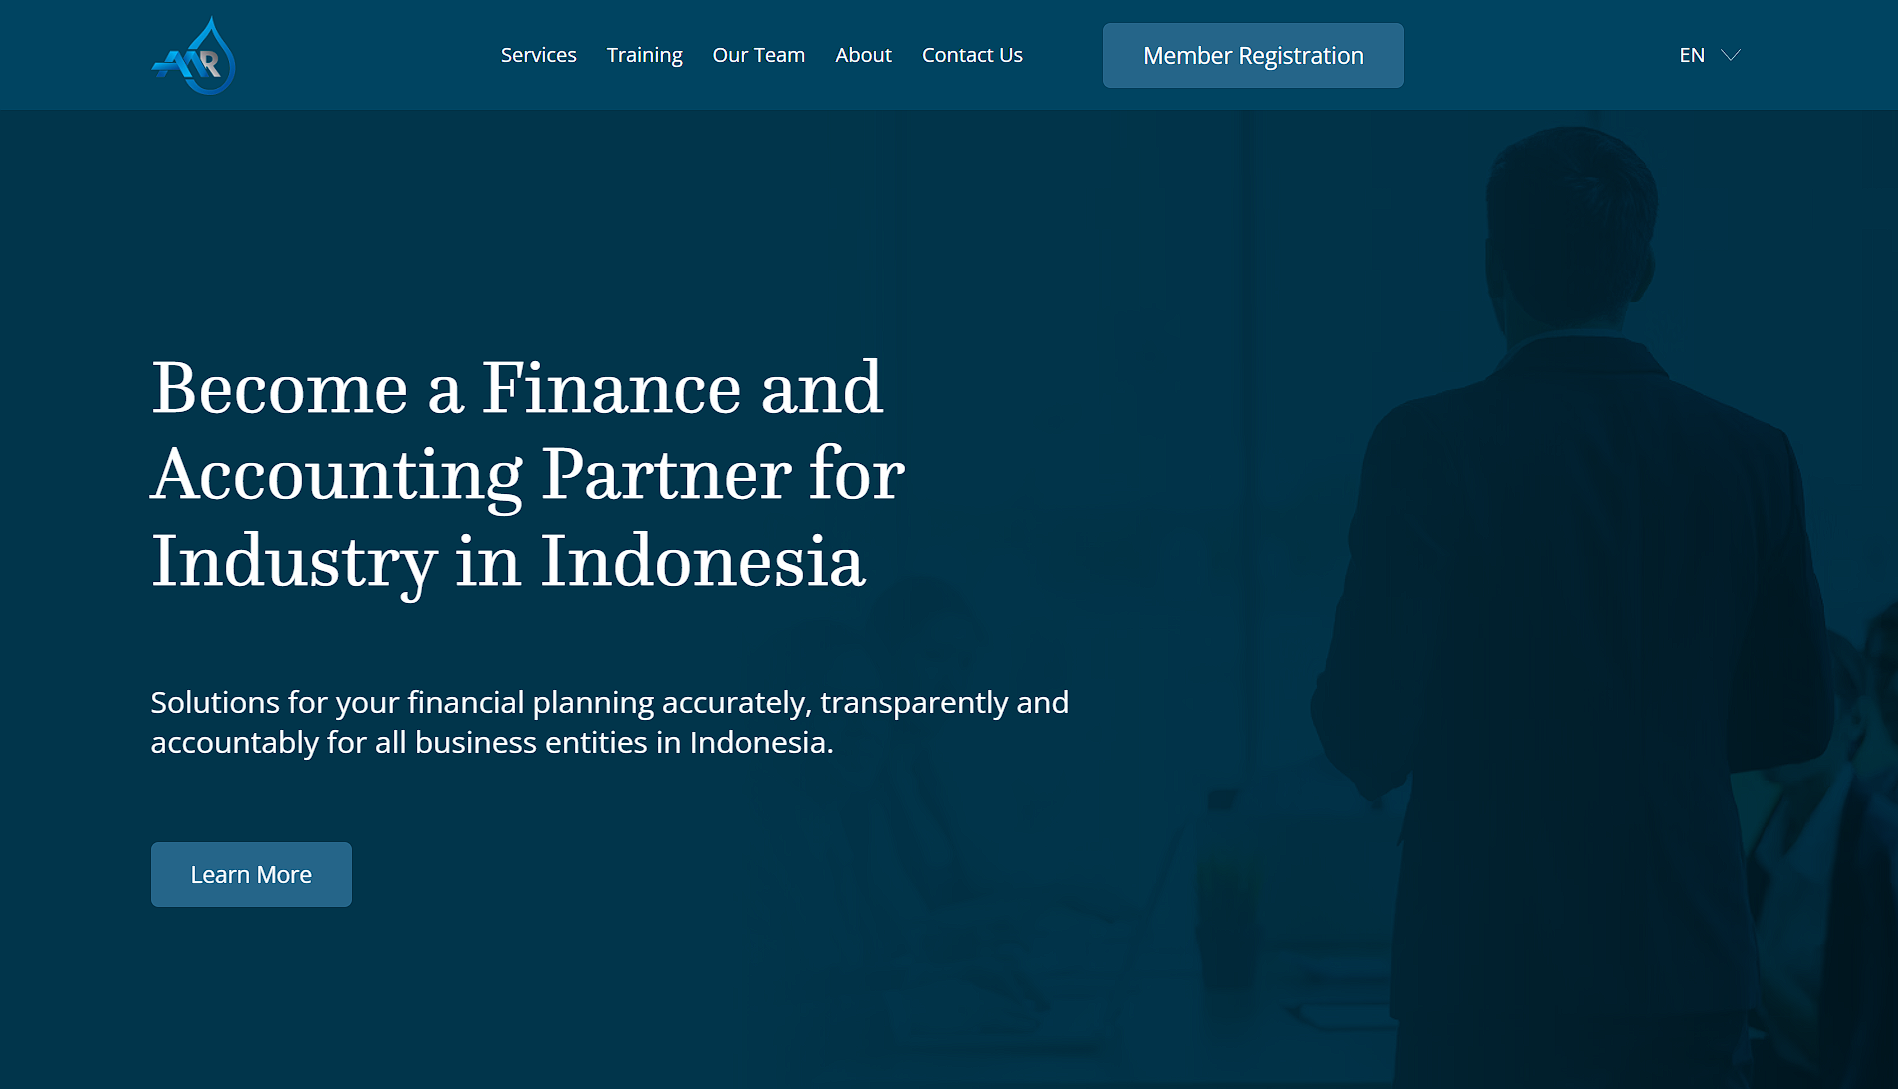 AMR
Services Training Our Team About Contact Us Member Registration EN
Become a Finance and
Accounting Partner for
Industry in Indonesia
Solutions for your financial planning accurately, transparently and
accountably for all business entities in Indonesia.
Learn More